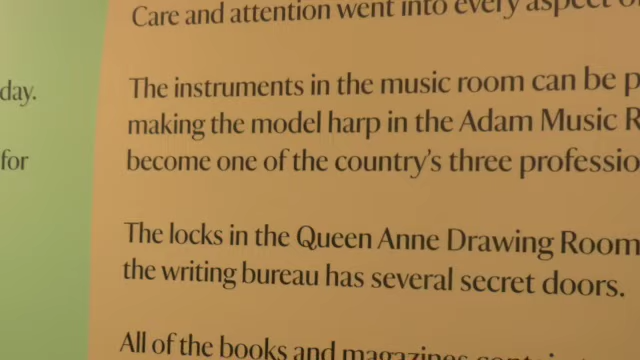 Care and attention went into every aspect
day.
The instruments in the music room can be
making the model harp in the Adam Music
for
become one of the country's three
The locks in the Queen Anne Drawing Room
the writing bureau has several secret doors.
All of the books and magazines